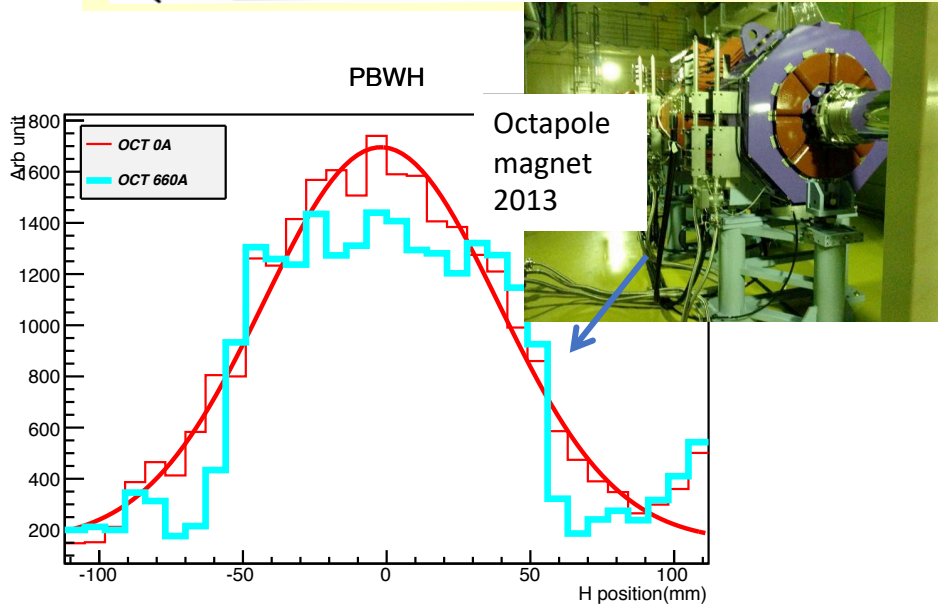 PBWH
Octapole
magnet
2013
Arb unit
OCT 0A
OCT 660A
1800
1600
1400
1200
1000
800
600
400
200
-100 -50 0 50 100
H position(mm)